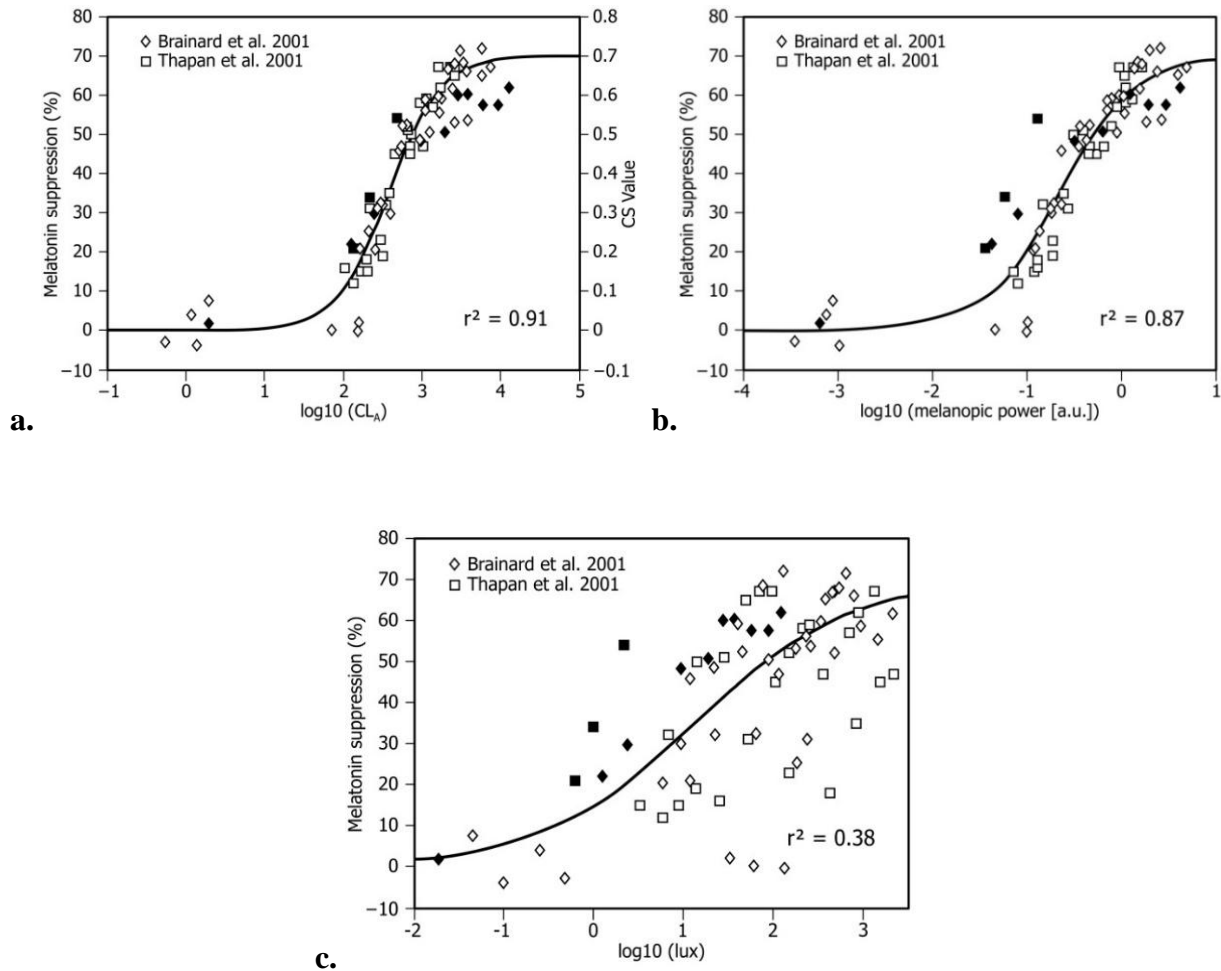 80
70
60
50
40
30
20
10
0
−10
Melatonin suppression (%)
Brainard et al. 2001
Thapan et al. 2001
r² = 0.91
0.8
0.7
0.6
0.5
0.4
0.3
0.2
0.1
0
−0.1
CS Value
−1 0 1 2 3 4 5
log10 (CLA)
a.
80
70
60
50
40
30
20
10
0
−10
Melatonin suppression (%)
Brainard et al. 2001
Thapan et al. 2001
r² = 0.87
−4 −3 −2 −1 0 1
log10 (melanopic power [a.u.])
b.
80
70
60
50
40
30
20
10
0
−10
Melatonin suppression (%)
Brainard et al. 2001
Thapan et al. 2001
r² = 0.38
−2 −1 0 1 2 3
log10 (lux)
c.